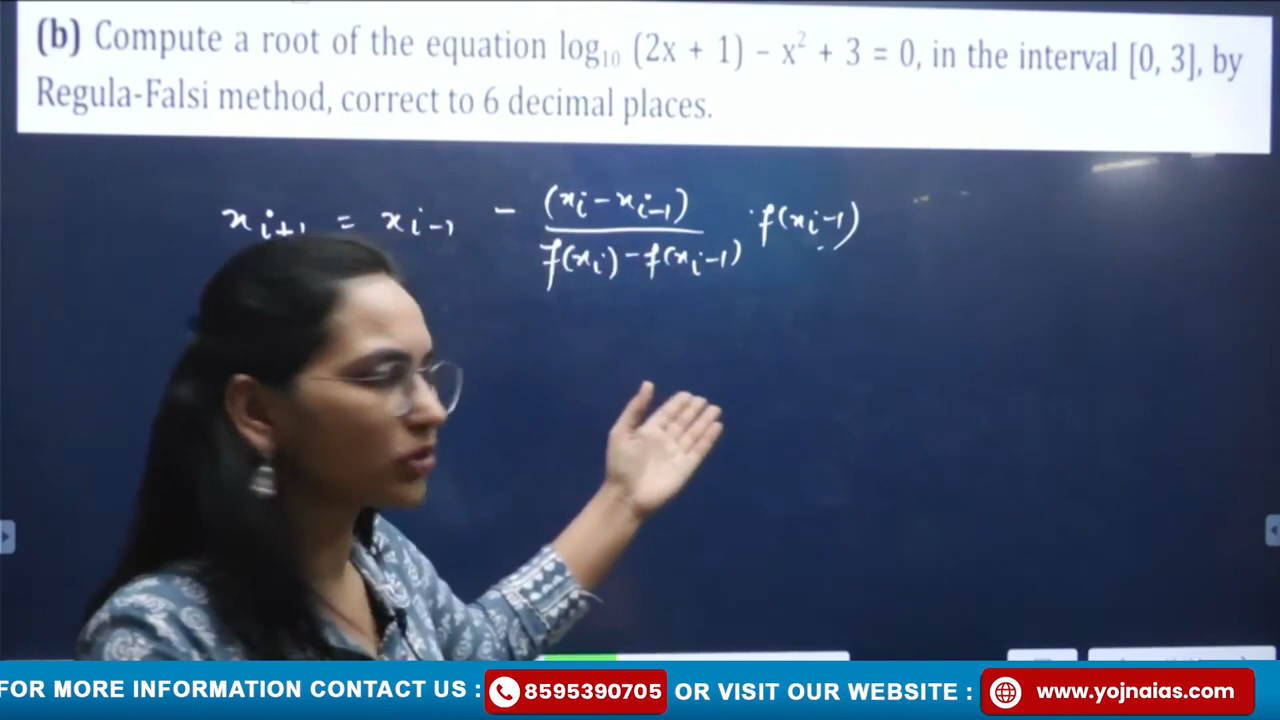 (b) Compute a root of the equation log₁₀ (2x + 1) – x² + 3 = 0, in the interval [0, 3], by
Regula-Falsi method, correct to 6 decimal places.
xᵢ₊₁ = xᵢ₋₁ – (xᵢ – xᵢ₋₁) / f(xᵢ) – f(xᵢ₋₁) · f(xᵢ₋₁)
FOR MORE INFORMATION CONTACT US : 8595390705 OR VISIT OUR WEBSITE : www.yojnaias.com